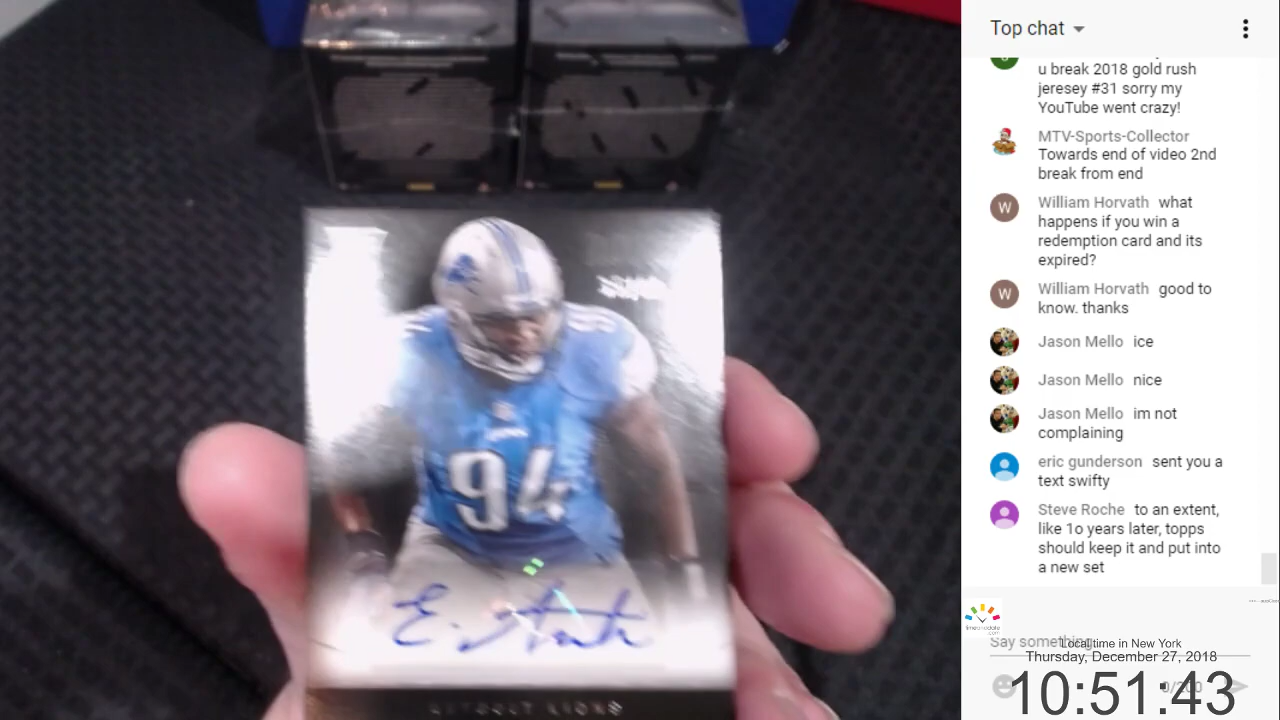 Top chat
u break 2018 gold rush
jeresey #31 sorry my
YouTube went crazy!
MTV-Sports-Collector
Towards end of video 2nd
break from end
William Horvath what
happens if you win a
redemption card and its
expired?
William Horvath good to
know. thanks
Jason Mello ice
Jason Mello nice
Jason Mello im not
complaining
eric gunderson sent you a
text swifty
Steve Roche to an extent,
like 1o years later, topps
should keep it and put into
a new set
Say something...
Local time in New York
Thursday, December 27, 2018
10:51:43
W
W
94
94
E.
LIONS